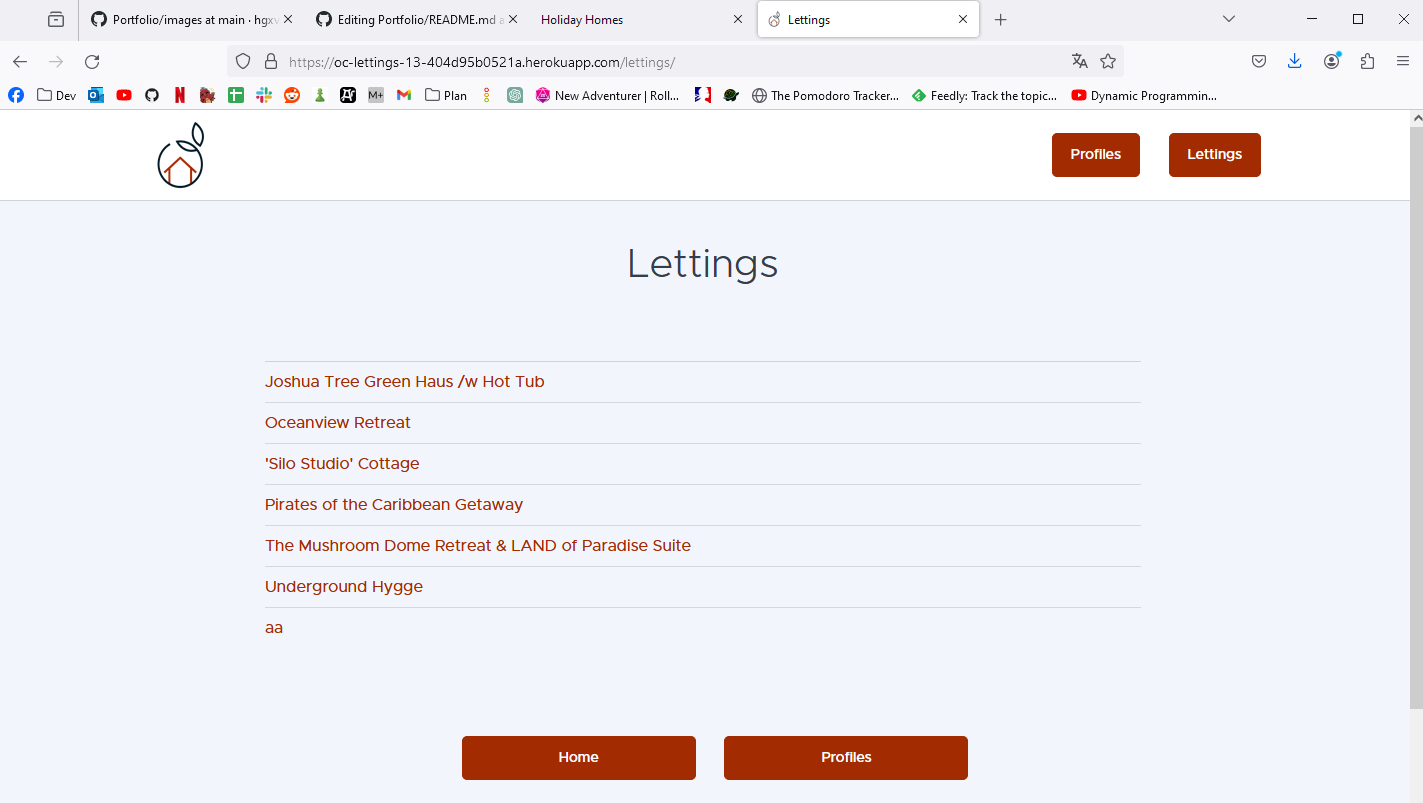 Portfolio/images at main · hgxv
Editing Portfolio/README.md a
Holiday Homes
Lettings
https://oc-lettings-13-404d95b0521a.herokuapp.com/lettings/
Dev
M+
Plan
New Adventurer | Roll...
The Pomodoro Tracker...
Feedly: Track the topic...
Dynamic Programmin...
Profiles
Lettings
Lettings
Joshua Tree Green Haus /w Hot Tub
Oceanview Retreat
'Silo Studio' Cottage
Pirates of the Caribbean Getaway
The Mushroom Dome Retreat & LAND of Paradise Suite
Underground Hygge
aa
Home
Profiles